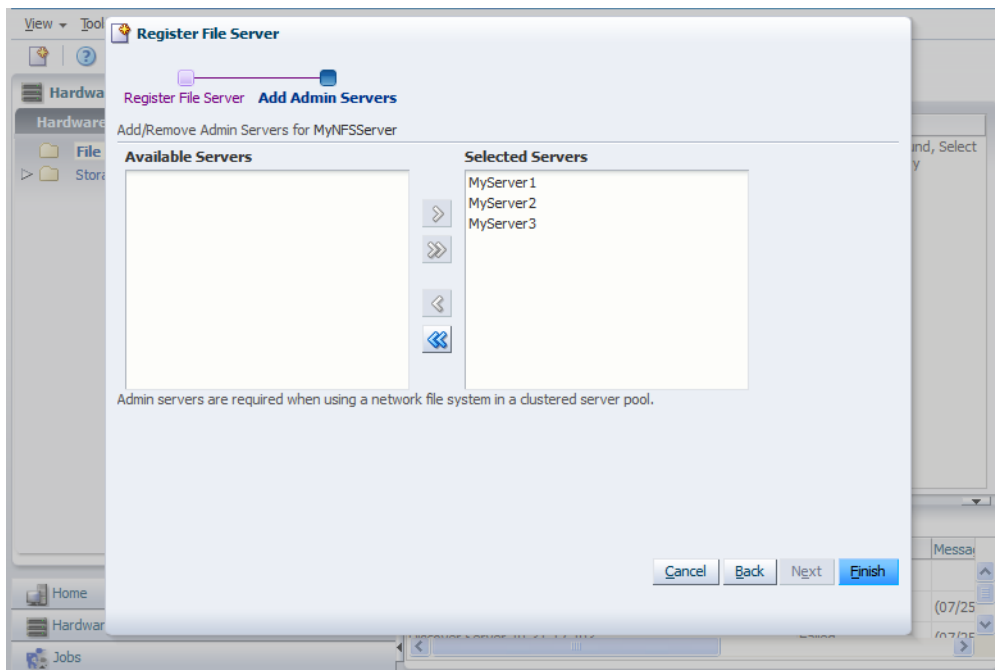 View Tool
Register File Server
Hardwa
Register File Server Add Admin Servers
Hardware
Add/Remove Admin Servers for MyNFSServer
File
Available Servers
Selected Servers
und, Select
y
Stora
MyServer1
MyServer2
MyServer3
Admin servers are required when using a network file system in a clustered server pool.
Messag
Cancel Back Next Finish
Home
(07/25
Hardwar
(07/25
Jobs